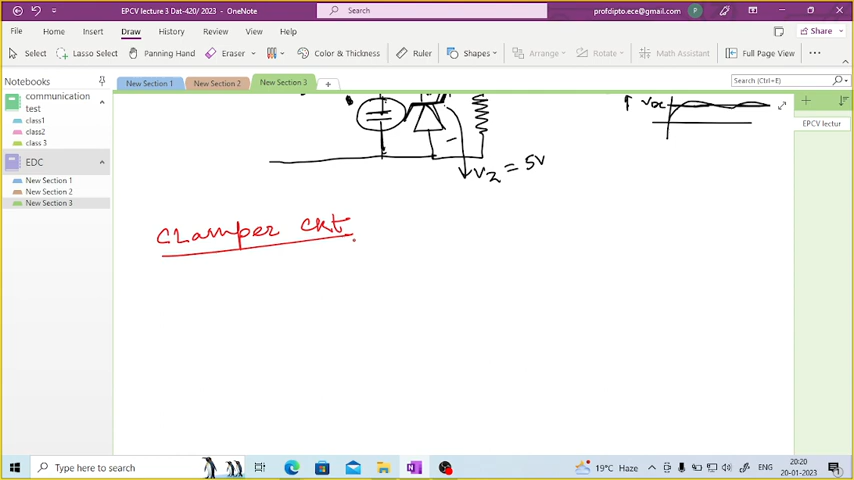 EPCV lecture 3 Dat-420/ 2023 - OneNote
Search
profdipto.ece@gmail.com
P
File Home Insert Draw History Review View Help
Share
Select Lasso Select Panning Hand Eraser Color & Thickness Ruler Shapes Arrange Rotate Math Assistant Full Page View
Notebooks
New Section 1 New Section 2 New Section 3
Search (Ctrl+E)
communication
test
class1
class2
class 3
EDC
New Section 1
New Section 2
New Section 3
EPCV lectur
VDC
VZ = 5V
CLamper CKt
Type here to search
19°C Haze
ENG
20:20
20-01-2023